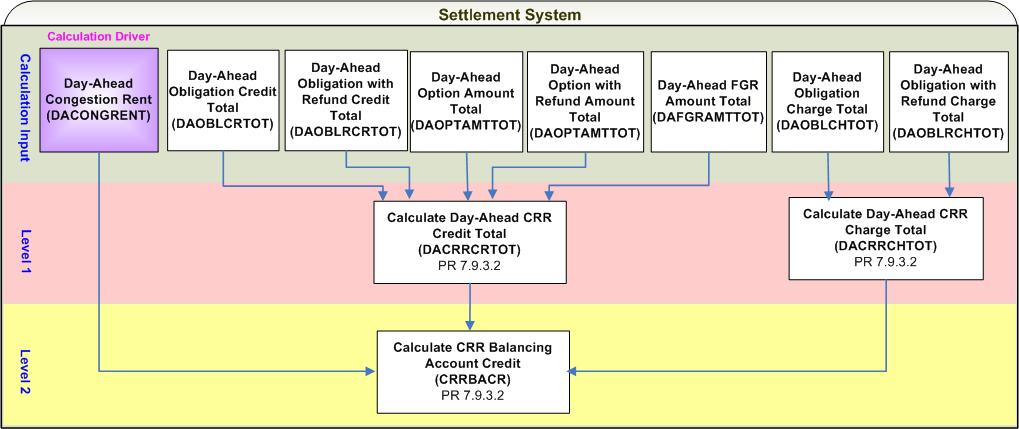 Settlement System
Calculation Driver
Calculation Input
Day-Ahead
Congestion Rent
(DACONGRENT)
Day-Ahead
Obligation Credit
Total
(DAOBLCRTOT)
Day-Ahead
Obligation with
Refund Credit
Total
(DAOBLRCRTOT)
Day-Ahead
Option Amount
Total
(DAOPTAMTTOT)
Day-Ahead
Option with
Refund Amount
Total
(DAOPTAMTTOT)
Day-Ahead FGR
Amount Total
(DAFGRAMTTOT)
Day-Ahead
Obligation
Charge Total
(DAOBLCHTOT)
Day-Ahead
Obligation with
Refund Charge
Total
(DAOBLRCHTOT)
Level 1
Calculate Day-Ahead CRR
Credit Total
(DACRRCRTOT)
PR 7.9.3.2
Calculate Day-Ahead CRR
Charge Total
(DACRRCHTOT)
PR 7.9.3.2
Level 2
Calculate CRR Balancing
Account Credit
(CRRBACR)
PR 7.9.3.2